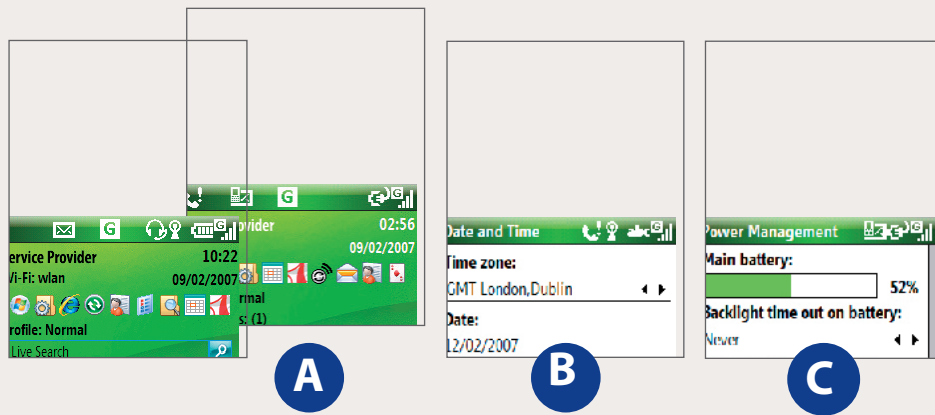 G
G
ervice Provider 10:22
/i-Fi: wlan 09/02/2007
rofile: Normal
Live Search
G
G
ovider 02:56
09/02/2007
rmal
s: (1)
A
Date and Time abc G
Time zone:
GMT London,Dublin
Date:
12/02/2007
B
Power Management G
Main battery:
52%
Backlight time out on battery:
Never
C